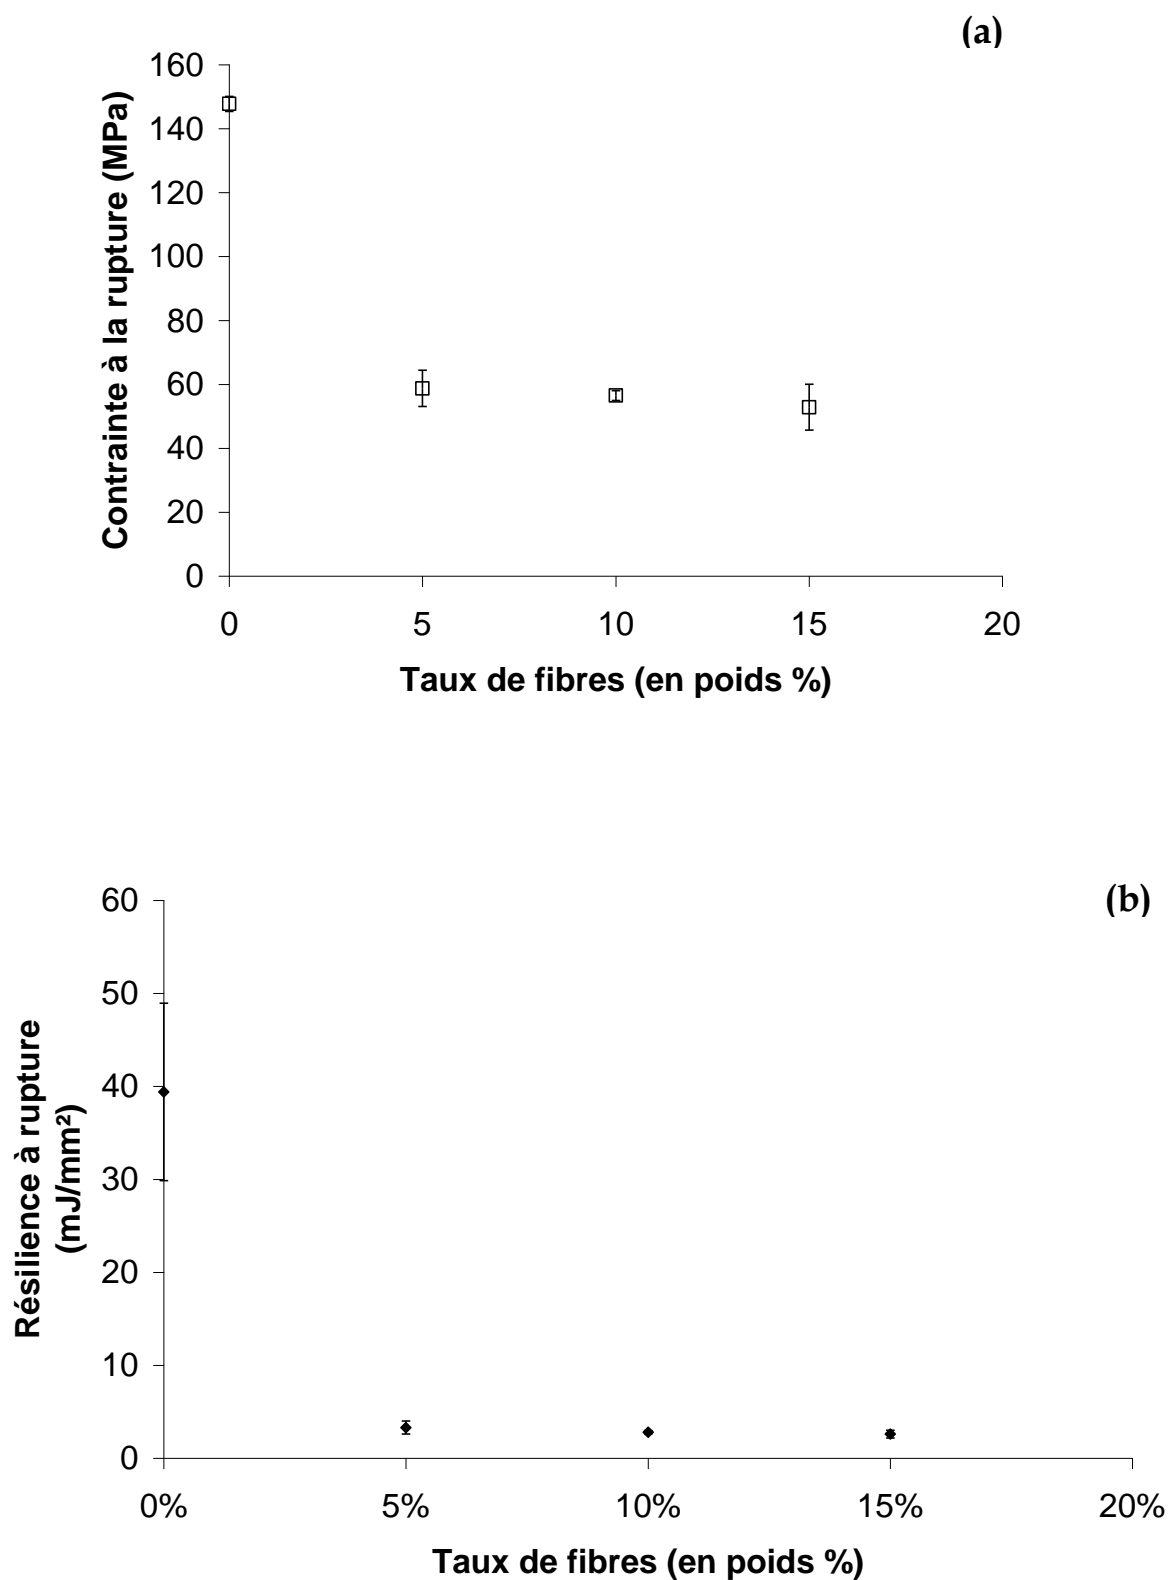 (a)
160
140
120
100
80
60
40
20
0
Contrainte à la rupture (MPa)
0 5 10 15 20
Taux de fibres (en poids %)
(b)
60
50
40
30
20
10
0
Résilience à rupture
(mJ/mm²)
0% 5% 10% 15% 20%
Taux de fibres (en poids %)